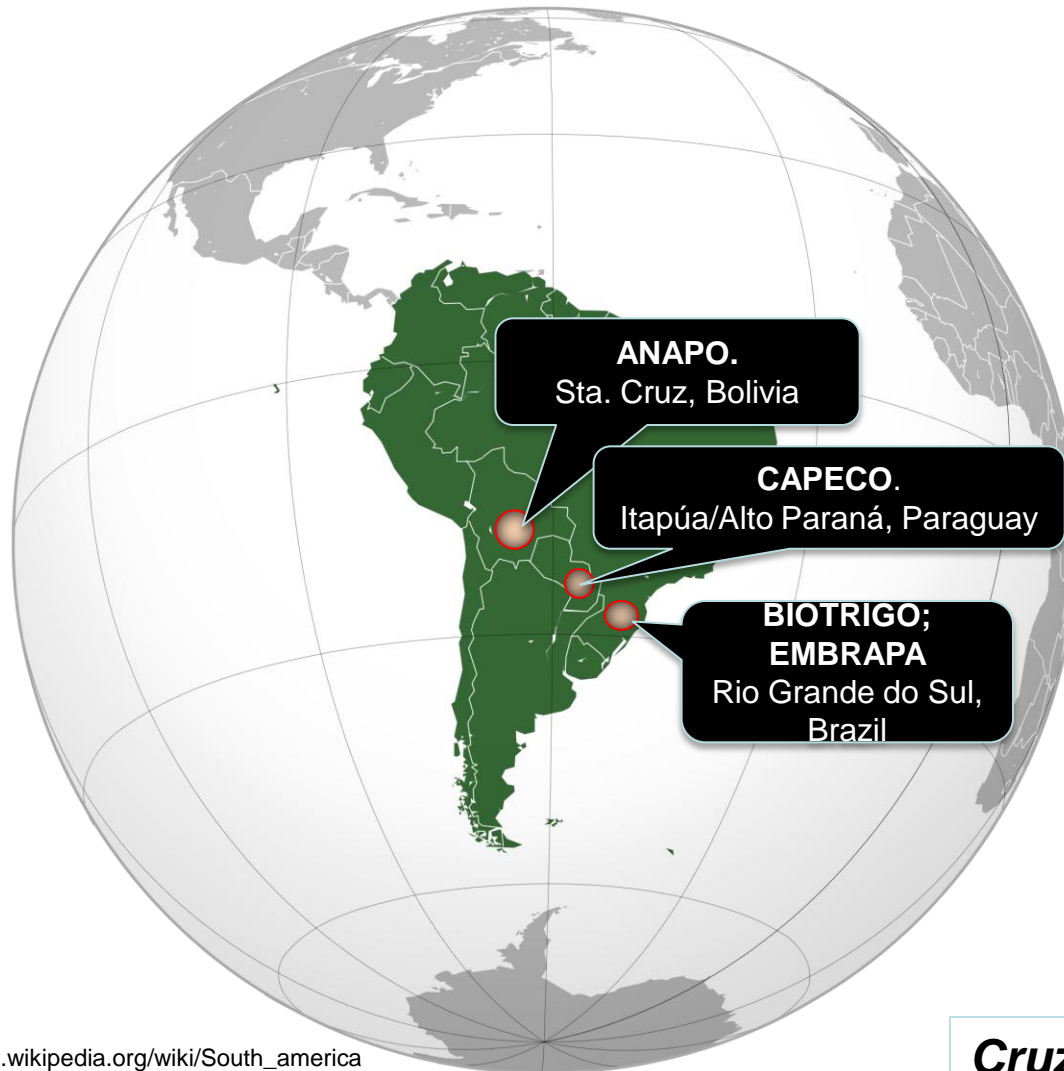 ANAPO.
Sta. Cruz, Bolivia
CAPECO.
Itapúa/Alto Paraná, Paraguay
BIOTRIGO;
EMBRAPA
Rio Grande do Sul,
Brazil
.wikipedia.org/wiki/South_america
Cruz